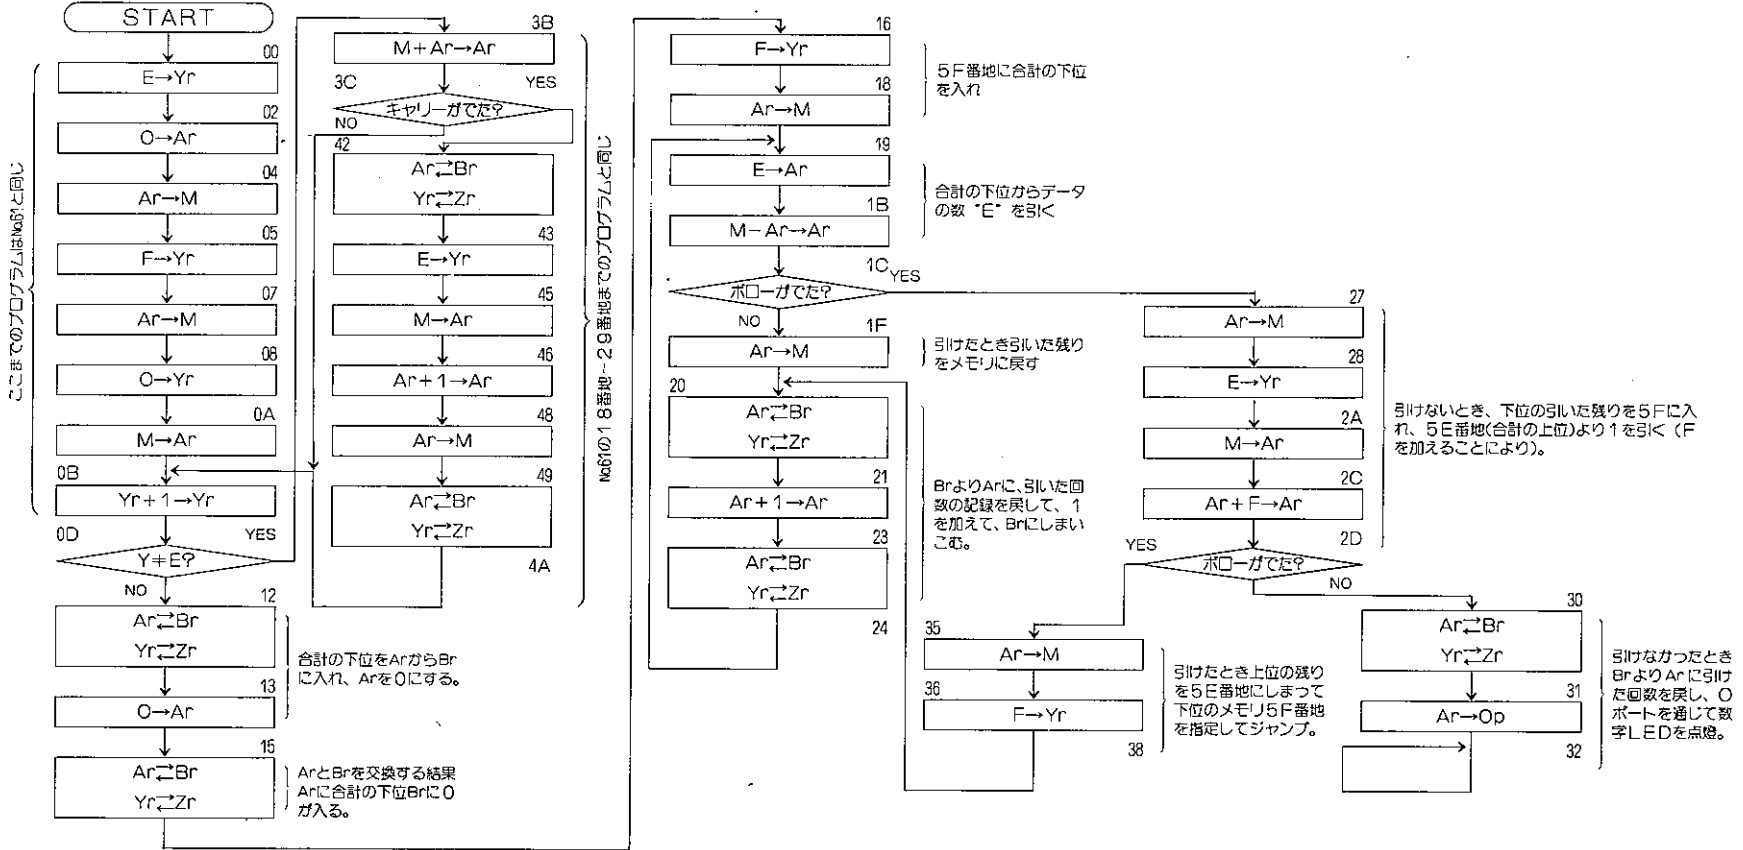 START
00
E→Yr
02
O→Ar
04
Ar→M
05
F→Yr
07
Ar→M
08
O→Yr
0A
M→Ar
0B
Yr+1→Yr
0D
YES
Y≠E?
NO
12
Ar⇄Br
Yr⇄Zr
13
O→Ar
15
Ar⇄Br
Yr⇄Zr
ここまでのプログラムはNo.61と同じ
合計の下位をArからBr
に入れ、Arを0にする。
ArとBrを交換する結果
Arに合計の下位Brに0
が入る。
3B
M+Ar→Ar
3C
YES
キャリーがでた?
NO
42
Ar⇄Br
Yr⇄Zr
43
E→Yr
45
M→Ar
46
Ar+1→Ar
48
Ar→M
49
Ar⇄Br
Yr⇄Zr
4A
No.61の18番地~29番地までのプログラムと同じ
16
F→Yr
18
Ar→M
5F番地に合計の下位
を入れ
19
E→Ar
1B
M-Ar→Ar
合計の下位からデータ
の数"E"を引く
1C
YES
ボローがでた?
NO
1F
Ar→M
引けたとき引いた残り
をメモリに戻す
20
Ar⇄Br
Yr⇄Zr
21
Ar+1→Ar
23
Ar⇄Br
Yr⇄Zr
24
BrよりArに、引いた回
数の記録を戻して、1
を加えて、Brにしまい
こむ。
27
Ar→M
28
E→Yr
2A
M→Ar
2C
Ar+F→Ar
2D
引けないとき、下位の引いた残りを5Fに入
れ、5E番地(合計の上位)より1を引く(F
を加えることにより)。
YES
ボローがでた?
NO
35
Ar→M
36
F→Yr
38
引けたとき上位の残り
を5E番地にしまって
下位のメモリ5F番地
を指定してジャンプ。
30
Ar⇄Br
Yr⇄Zr
31
Ar→Op
32
引けなかったとき
BrよりArに引け
た回数を戻し、O
ポートを通じて数
字LEDを点燈。